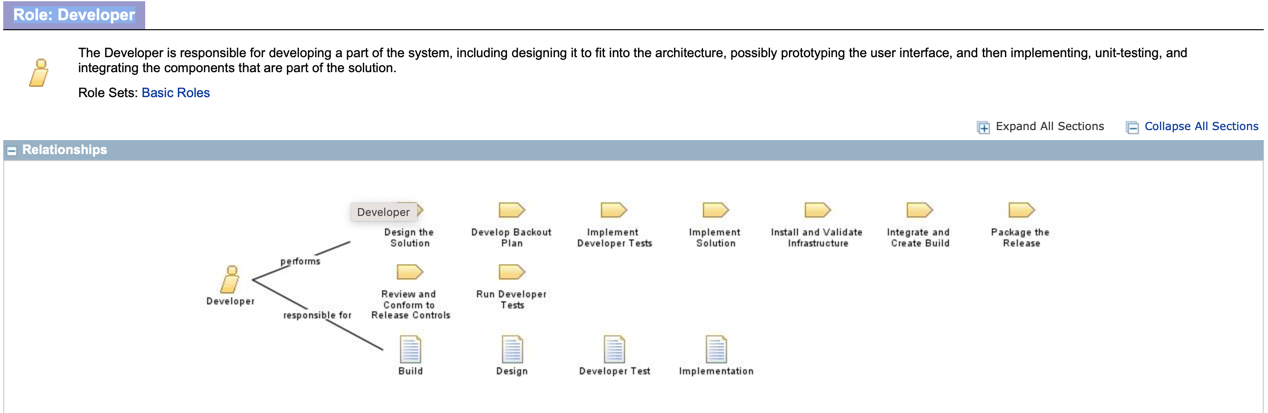 Role: Developer
The Developer is responsible for developing a part of the system, including designing it to fit into the architecture, possibly prototyping the user interface, and then implementing, unit-testing, and
integrating the components that are part of the solution.
Role Sets: Basic Roles
Expand All Sections Collapse All Sections
Relationships
Developer
Design the
Solution
Develop Backout
Plan
Implement
Developer Tests
Implement
Solution
Install and Validate
Infrastructure
Integrate and
Create Build
Package the
Release
performs
Developer
Review and
Conform to
Release Controls
Run Developer
Tests
responsible for
Build
Design
Developer Test
Implementation